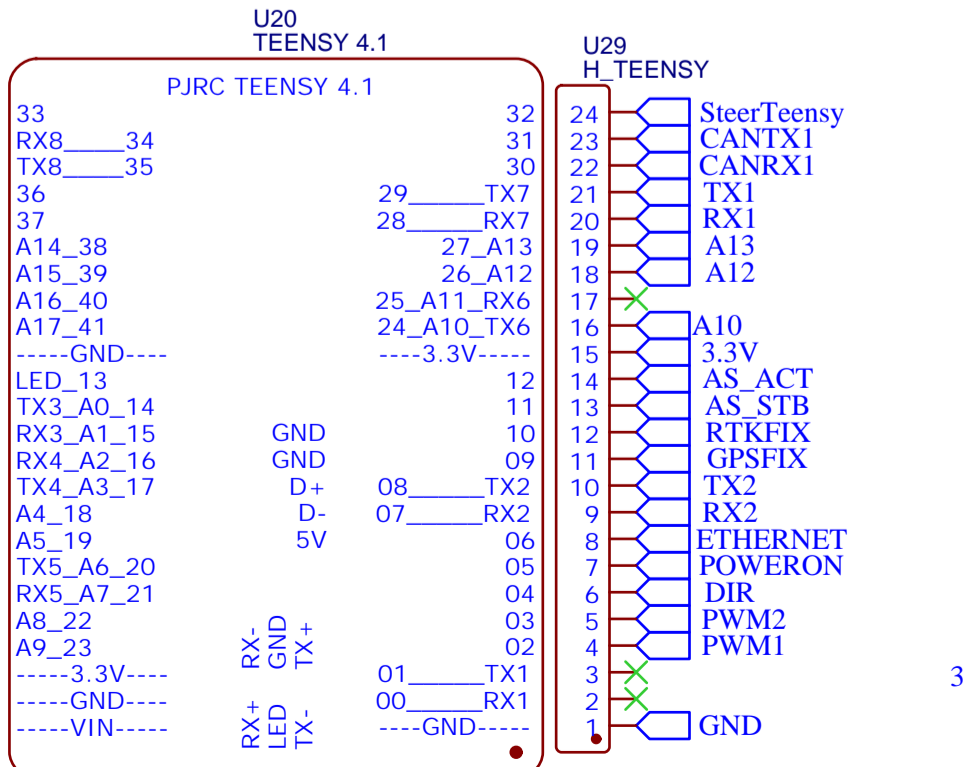 U20
TEENSY 4.1
U29
H_TEENSY
PJRC TEENSY 4.1
33 32 24 SteerTeensy
RX8_____34 31 23 CANTX1
TX8_____35 30 22 CANRX1
36 29______TX7 21 TX1
37 28______RX7 20 RX1
A14_38 27_A13 19 A13
A15_39 26_A12 18 A12
A16_40 25_A11_RX6 17
A17_41 24_A10_TX6 16 A10
-----GND---- ----3.3V----- 15 3.3V
LED_13 12 14 AS_ACT
TX3_A0_14 11 13 AS_STB
RX3_A1_15 GND 10 12 RTKFIX
RX4_A2_16 GND 09 11 GPSFIX
TX4_A3_17 D+ 08______TX2 10 TX2
A4_18 D- 07______RX2 9 RX2
A5_19 5V 06 8 ETHERNET
TX5_A6_20 05 7 POWERON
RX5_A7_21 04 6 DIR
A8_22 03 5 PWM2
A9_23 02 4 PWM1
RX-
GND
TX+
-----3.3V---- 01______TX1 3 3
-----GND---- 00______RX1 2
-----VIN----- ----GND----- 1 GND
RX+
LED
TX-